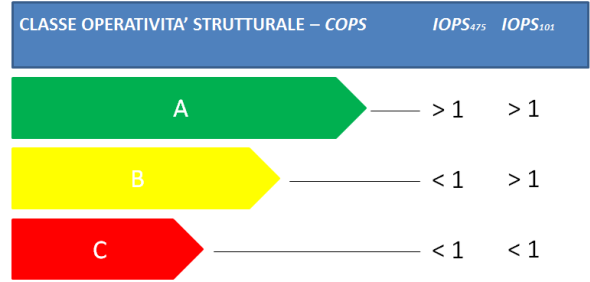 CLASSE OPERATIVITA' STRUTTURALE – COPS IOPS475 IOPS101
A > 1 > 1
B < 1 > 1
C < 1 < 1